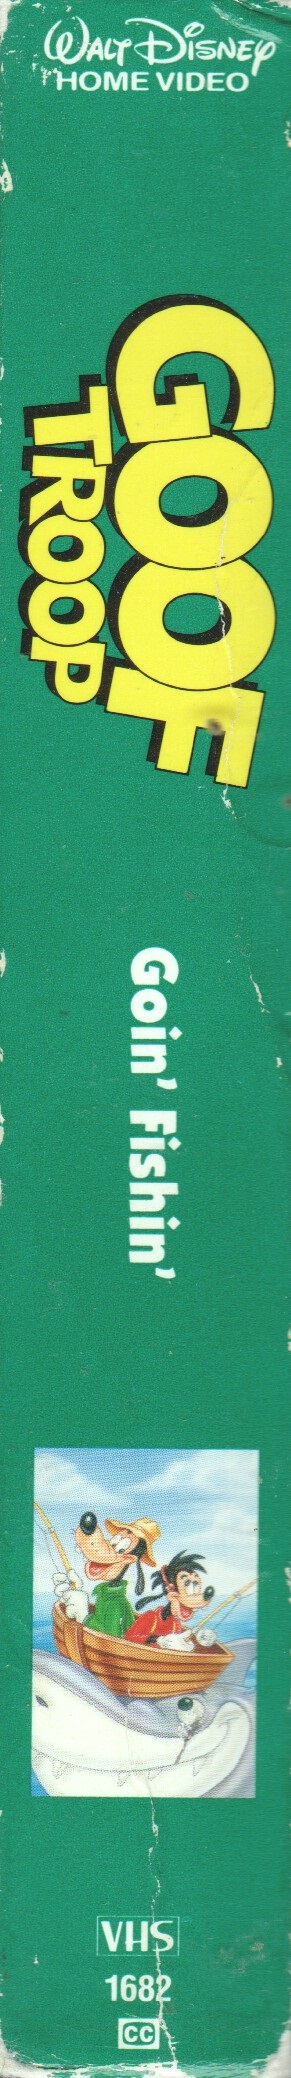 Walt Disney
HOME VIDEO
GOOF
TROOP
Goin' Fishin'
VHS
1682
CC